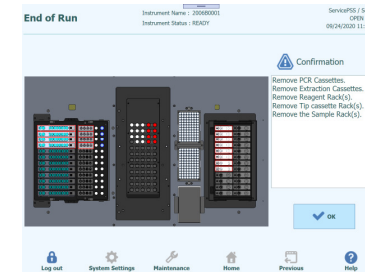 End of Run
Instrument Name : 200680001
Instrument Status : READY
ServicePSS / S
OPEN
09/24/2020 11:
Confirmation
Remove PCR Cassettes.
Remove Extraction Cassettes.
Remove Reagent Rack(s).
Remove Tip cassette Rack(s).
Remove the Sample Rack(s).
OK
Log out
System Settings
Maintenance
Home
Previous
Help